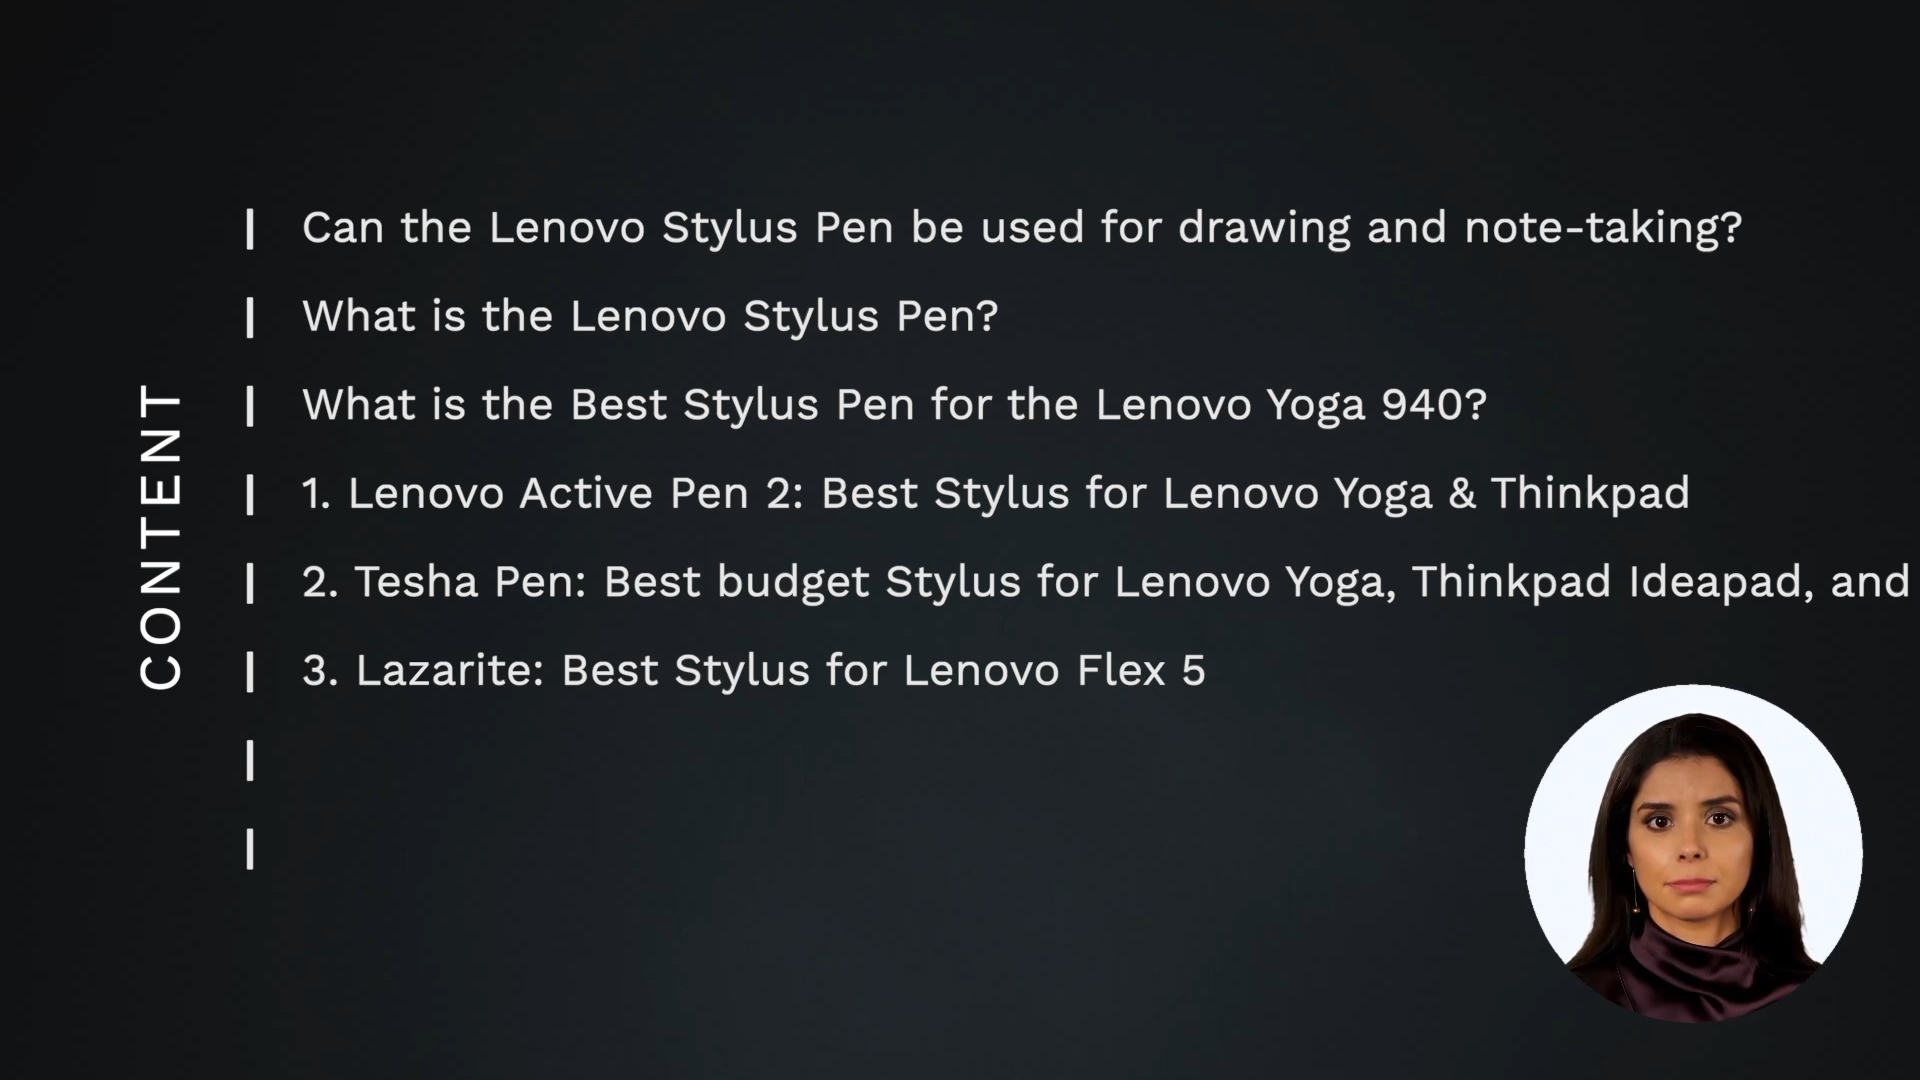 CONTENT
Can the Lenovo Stylus Pen be used for drawing and note-taking?
What is the Lenovo Stylus Pen?
What is the Best Stylus Pen for the Lenovo Yoga 940?
1. Lenovo Active Pen 2: Best Stylus for Lenovo Yoga & Thinkpad
2. Tesha Pen: Best budget Stylus for Lenovo Yoga, Thinkpad Ideapad, and
3. Lazarite: Best Stylus for Lenovo Flex 5